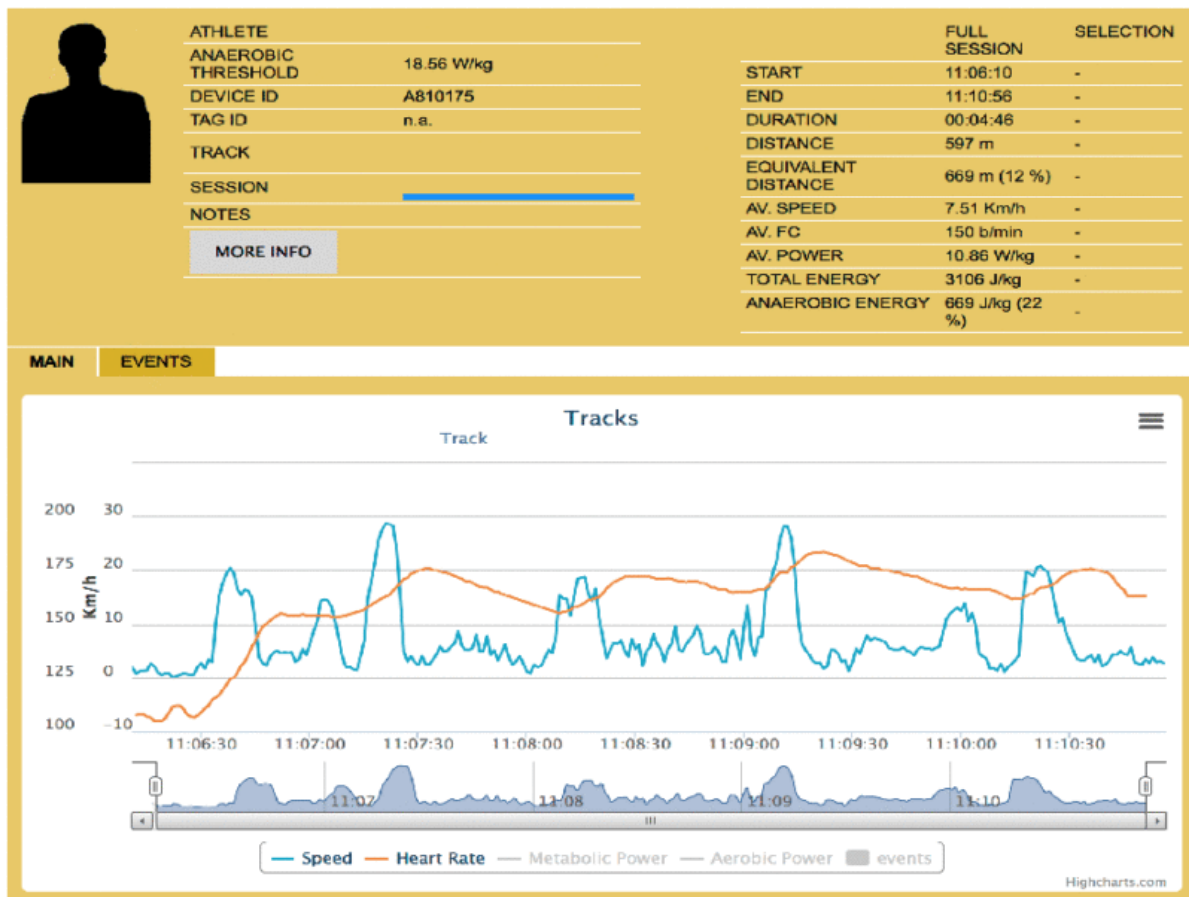 ATHLETE
ANAEROBIC
THRESHOLD 18.56 W/kg
DEVICE ID A810175
TAG ID n.a.
TRACK
SESSION
NOTES
MORE INFO
FULL
SESSION SELECTION
START 11:06:10 -
END 11:10:56 -
DURATION 00:04:46 -
DISTANCE 597 m -
EQUIVALENT
DISTANCE 669 m (12 %) -
AV. SPEED 7.51 Km/h -
AV. FC 150 b/min -
AV. POWER 10.86 W/kg -
TOTAL ENERGY 3106 J/kg -
ANAEROBIC ENERGY 669 J/kg (22
%) -
MAIN EVENTS
Tracks
Track
200 30
175 20
150 10
125 0
100 -10
Km/h
11:06:30 11:07:00 11:07:30 11:08:00 11:08:30 11:09:00 11:09:30 11:10:00 11:10:30
11:07 11:08 11:09 11:10
Speed Heart Rate Metabolic Power Aerobic Power events
Highcharts.com